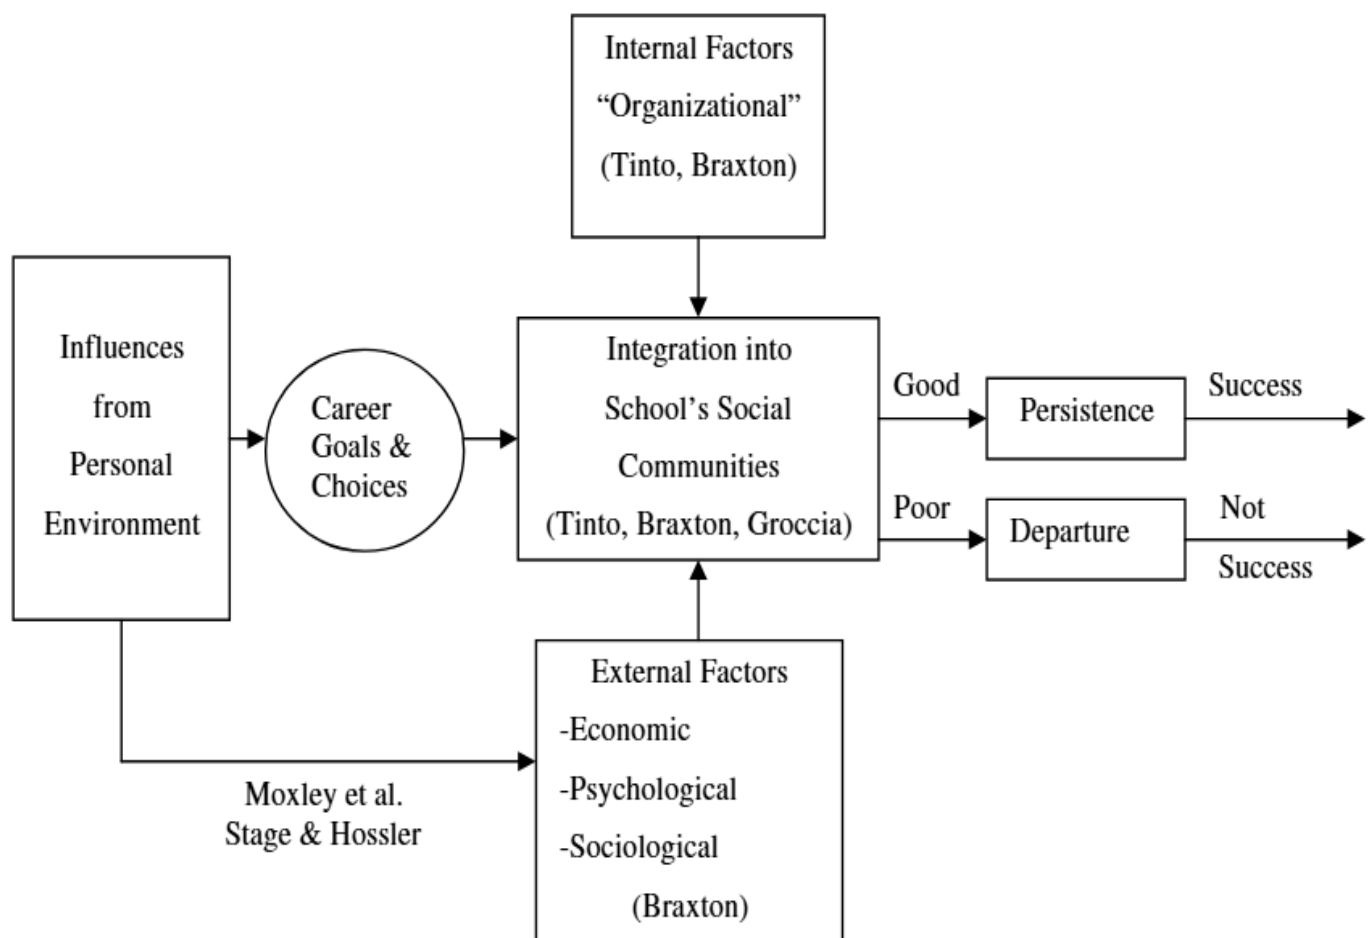 Internal Factors
“Organizational”
(Tinto, Braxton)
Influences
from
Personal
Environment
Career
Goals &
Choices
Integration into
School’s Social
Communities
(Tinto, Braxton, Groccia)
Good
Persistence
Success
Poor
Departure
Not
Success
External Factors
-Economic
-Psychological
-Sociological
(Braxton)
Moxley et al.
Stage & Hossler